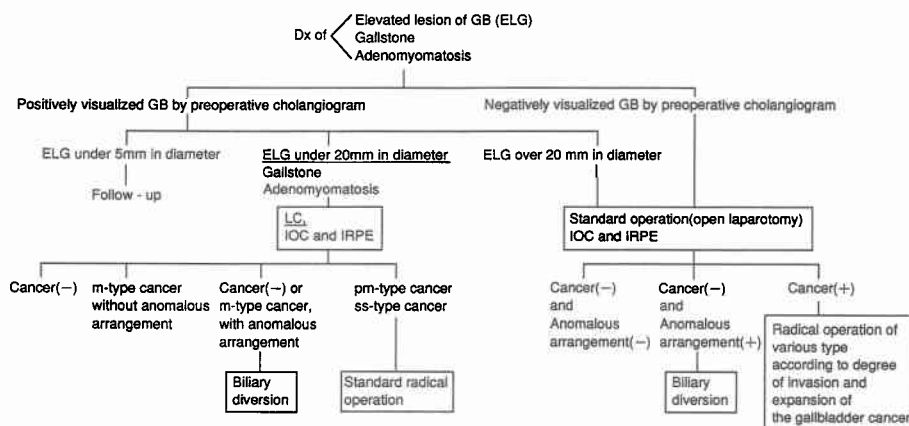 Dx of
Elevated lesion of GB (ELG)
Gallstone
Adenomyomatosis
Positively visualized GB by preoperative cholangiogram
Negatively visualized GB by preoperative cholangiogram
ELG under 5mm in diameter
Follow - up
ELG under 20mm in diameter
Gallstone
Adenomyomatosis
ELG over 20 mm in diameter
LC,
IOC and IRPE
Standard operation(open laparotomy)
IOC and IRPE
Cancer(−)
m-type cancer
without anomalous
arrangement
Cancer(−) or
m-type cancer,
with anomalous
arrangement
Biliary
diversion
pm-type cancer
ss-type cancer
Standard radical
operation
Cancer(−)
and
Anomalous
arrangement(−)
Cancer(−)
and
Anomalous
arrangement(+)
Biliary
diversion
Cancer(+)
Radical operation of
various type
according to degree
of invasion and
expansion of
the gallbladder cancer